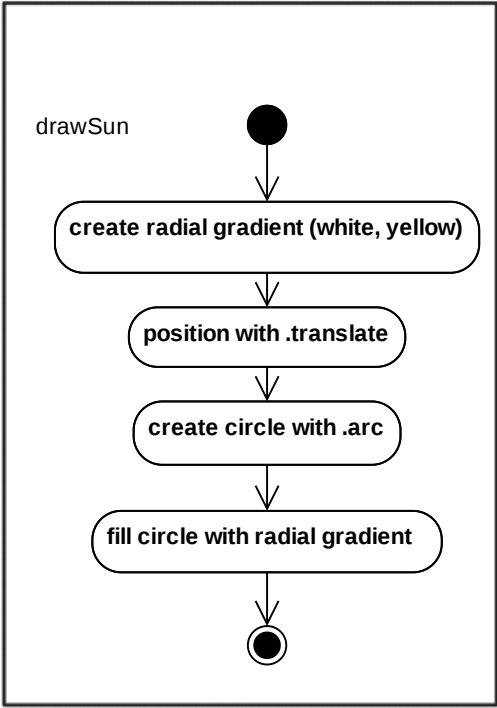 drawSun
create radial gradient (white, yellow)
position with .translate
create circle with .arc
fill circle with radial gradient